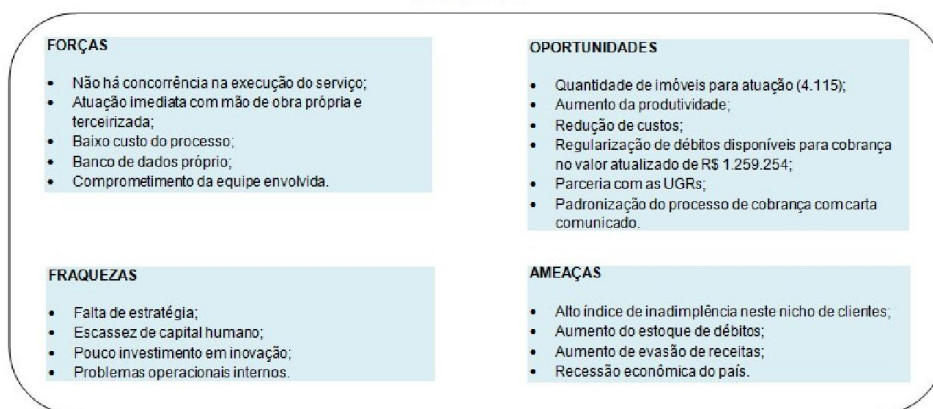 FORÇAS
• Não há concorrência na execução do serviço;
• Atuação imediata com mão de obra própria e
terceirizada;
• Baixo custo do processo;
• Banco de dados próprio;
• Comprometimento da equipe envolvida.
OPORTUNIDADES
• Quantidade de imóveis para atuação (4.115);
• Aumento da produtividade;
• Redução de custos;
• Regularização de débitos disponíveis para cobrança
no valor atualizado de R$ 1.259.254;
• Parceria com as UGRs;
• Padronização do processo de cobrança com carta
comunicado.
FRAQUEZAS
• Falta de estratégia;
• Escassez de capital humano;
• Pouco investimento em inovação;
• Problemas operacionais internos.
AMEAÇAS
• Alto índice de inadimplência neste nicho de clientes;
• Aumento do estoque de débitos;
• Aumento de evasão de receitas;
• Recessão econômica do país.